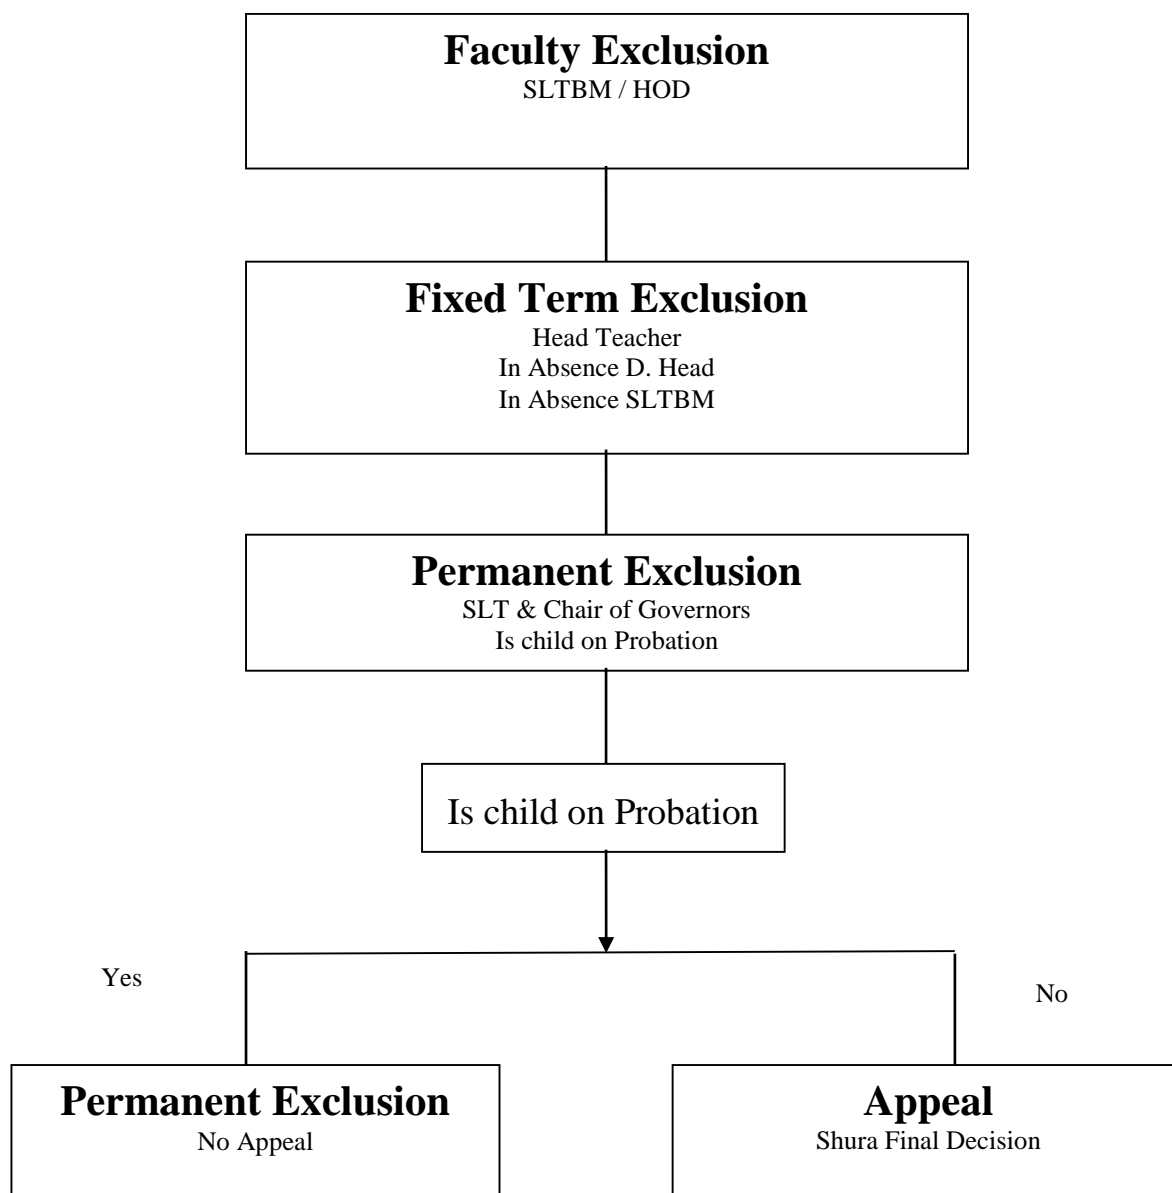 Faculty Exclusion
SLTBM / HOD
Fixed Term Exclusion
Head Teacher
In Absence D. Head
In Absence SLTBM
Permanent Exclusion
SLT & Chair of Governors
Is child on Probation
Is child on Probation
Yes
No
Permanent Exclusion
No Appeal
Appeal
Shura Final Decision